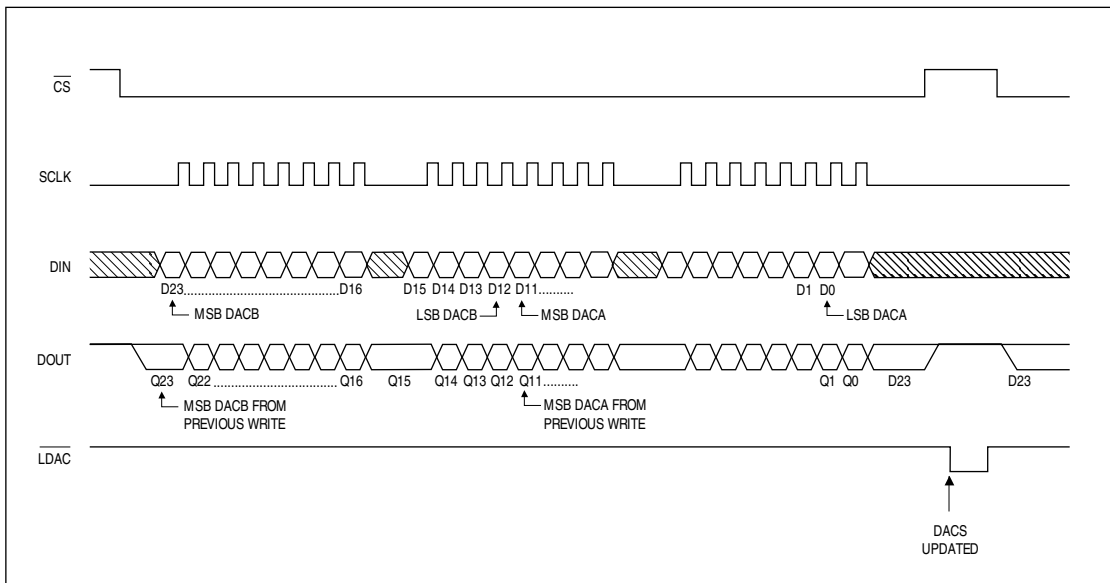 CS
SCLK
DIN
D23.............................................D16 D15 D14 D13 D12 D11.......... D1 D0
MSB DACB LSB DACB MSB DACA LSB DACA
DOUT
Q23 Q22 ....................................Q16 Q15 Q14 Q13 Q12 Q11.......... Q1 Q0 D23 D23
MSB DACB FROM
PREVIOUS WRITE
MSB DACA FROM
PREVIOUS WRITE
LDAC
DACS
UPDATED